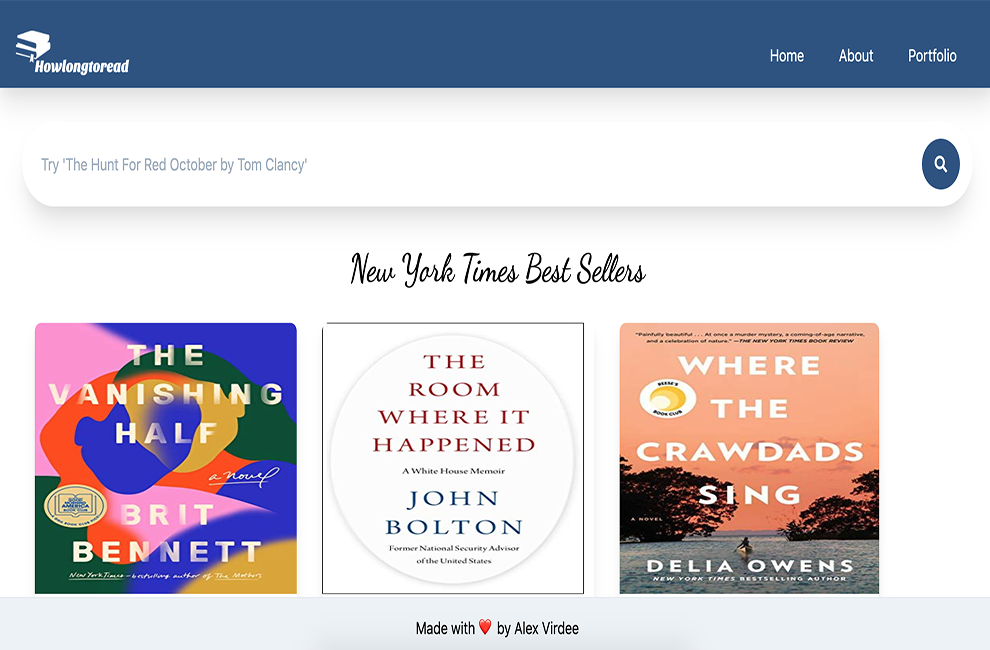 Howlongtoread
Home About Portfolio
Try 'The Hunt For Red October by Tom Clancy'
New York Times Best Sellers
THE
VANISHING
HALF
a novel
GOOD
MORNING
AMERICA
BOOK CLUB
BRIT
BENNETT
New York Times–bestselling author of The Mothers
THE
ROOM
WHERE IT
HAPPENED
A White House Memoir
JOHN
BOLTON
Former National Security Advisor
of the United States
"Painfully beautiful . . . At once a murder mystery, a coming-of-age narrative,
and a celebration of nature." —THE NEW YORK TIMES BOOK REVIEW
WHERE
REESE'S
BOOK CLUB
THE
CRAWDADS
SING
A NOVEL
DELIA OWENS
NEW YORK TIMES BESTSELLING AUTHOR
Made with ❤️ by Alex Virdee